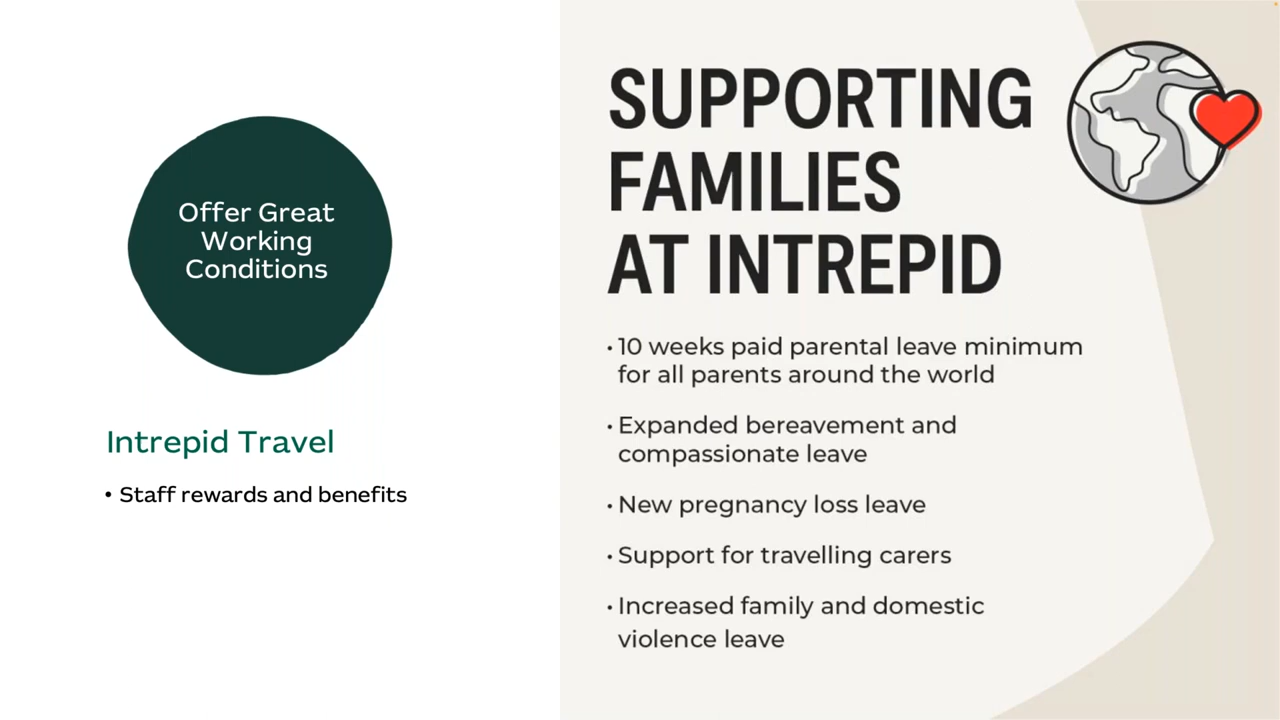 Offer Great
Working
Conditions
Intrepid Travel
• Staff rewards and benefits
SUPPORTING
FAMILIES
AT INTREPID
• 10 weeks paid parental leave minimum
for all parents around the world
• Expanded bereavement and
compassionate leave
• New pregnancy loss leave
• Support for travelling carers
• Increased family and domestic
violence leave